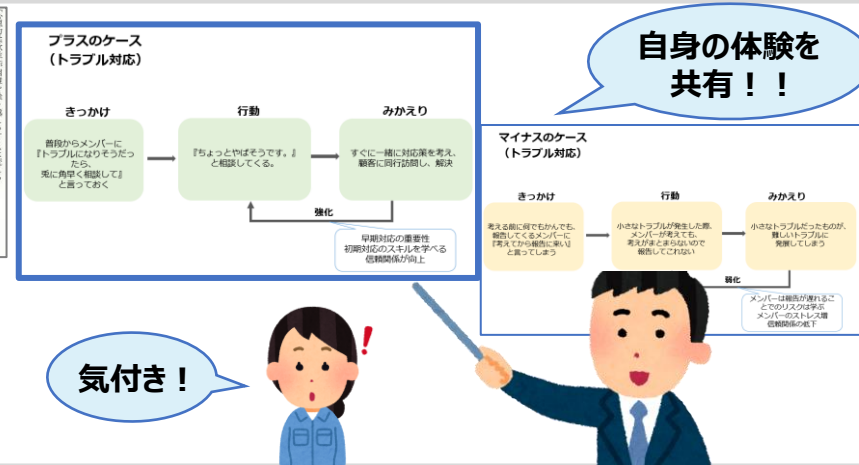 プラスのケース
（トラブル対応）
きっかけ
行動
みかえり
普段からメンバーに
『トラブルになりそうだっ
たら、
兎に角早く相談して』
と言っておく
『ちょっとやばそうです。』
と相談してくる。
すぐに一緒に対応策を考え、
顧客に同行訪問し、解決
強化
早期対応の重要性
初期対応のスキルを学べる
信頼関係が向上
自身の体験を
共有！！
マイナスのケース
（トラブル対応）
きっかけ
行動
みかえり
考える前に何でもかんでも、
報告してくるメンバーに
『考えてから報告に来い』
と言ってしまう
小さなトラブルが発生した際、
メンバーが考えても、
考えがまとまらないので
報告してこれない
小さなトラブルだったものが、
難しいトラブルに
発展してしまう
弱化
メンバーは報告が遅れるこ
とでのリスクは学ぶ
メンバーのストレス増
信頼関係の低下
気付き！